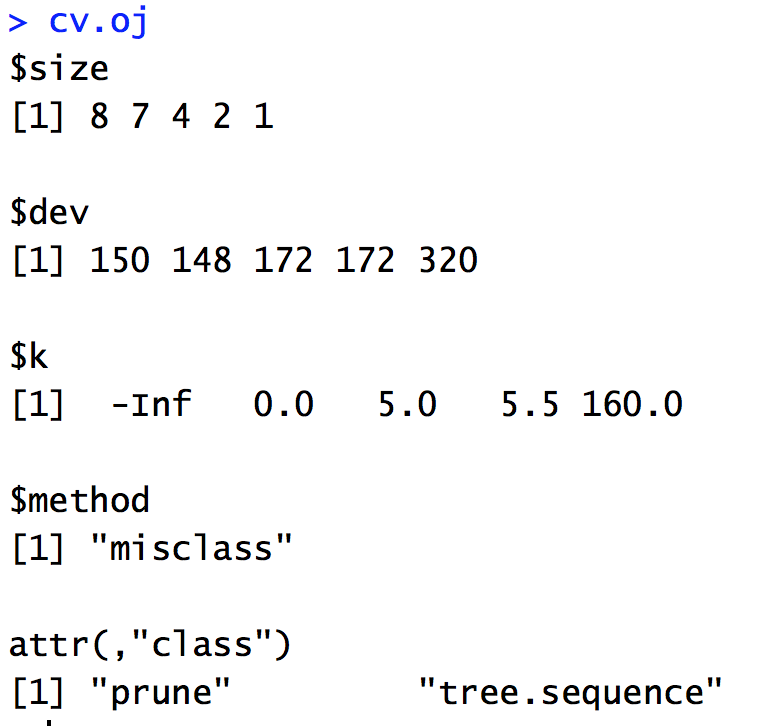 > cv.oj
$size
[1] 8 7 4 2 1
$dev
[1] 150 148 172 172 320
$k
[1]  -Inf   0.0   5.0   5.5 160.0
$method
[1] "misclass"
attr(,"class")
[1] "prune"         "tree.sequence"